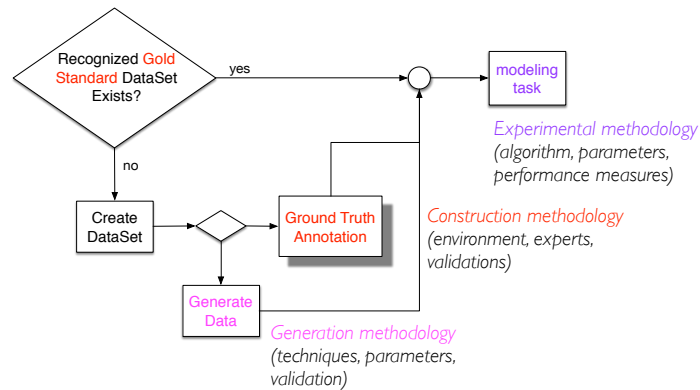 Recognized Gold
Standard DataSet
Exists?
yes
modeling
task
Experimental methodology
(algorithm, parameters,
performance measures)
no
Create
DataSet
Ground Truth
Annotation
Construction methodology
(environment, experts,
validations)
Generate
Data
Generation methodology
(techniques, parameters,
validation)